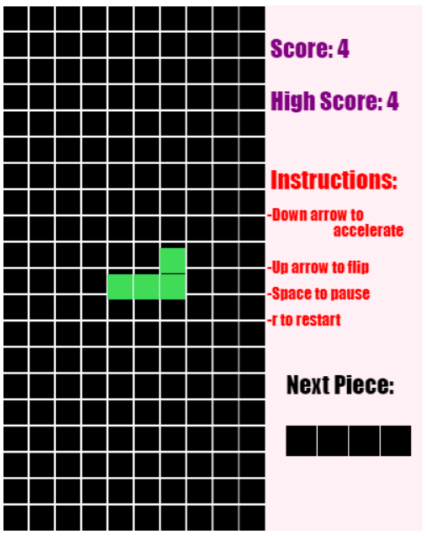 Score: 4
High Score: 4
Instructions:
-Down arrow to
accelerate
-Up arrow to flip
-Space to pause
-r to restart
Next Piece: